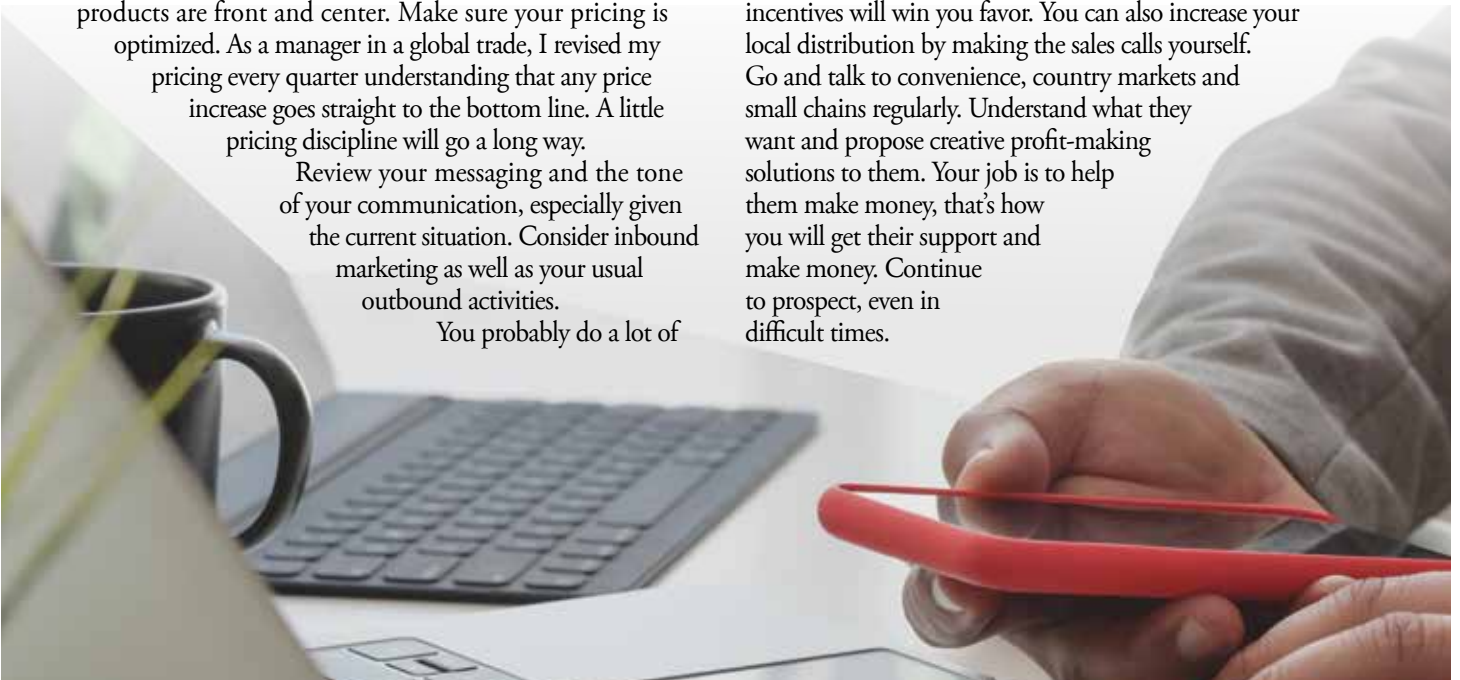 products are front and center. Make sure your pricing is
optimized. As a manager in a global trade, I revised my
pricing every quarter understanding that any price
increase goes straight to the bottom line. A little
pricing discipline will go a long way.
Review your messaging and the tone
of your communication, especially given
the current situation. Consider inbound
marketing as well as your usual
outbound activities.
You probably do a lot of
incentives will win you favor. You can also increase your
local distribution by making the sales calls yourself.
Go and talk to convenience, country markets and
small chains regularly. Understand what they
want and propose creative profit-making
solutions to them. Your job is to help
them make money, that’s how
you will get their support and
make money. Continue
to prospect, even in
difficult times.